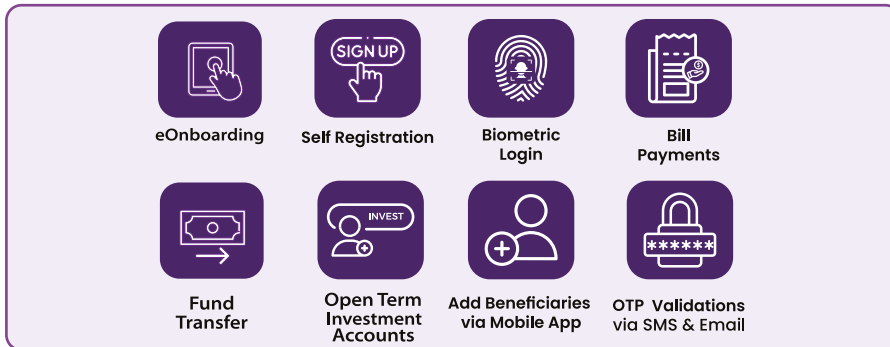 SIGN UP
eOnboarding
Self Registration
Biometric
Login
Bill
Payments
INVEST
******
Fund
Transfer
Open Term
Investment
Accounts
Add Beneficiaries
via Mobile App
OTP Validations
via SMS & Email